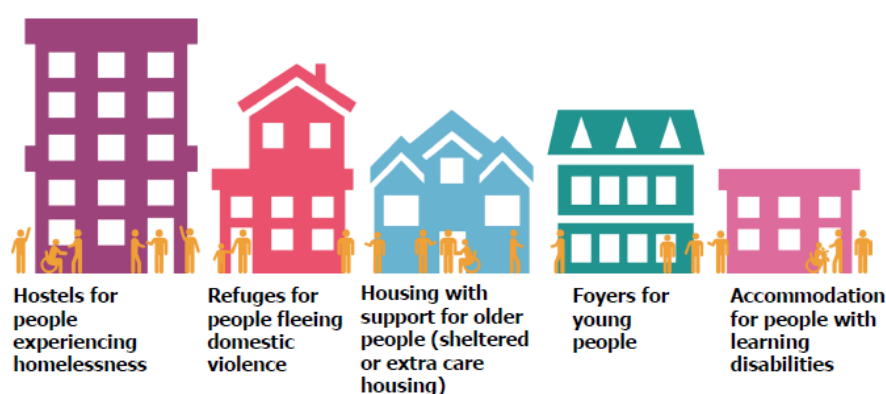 Hostels for
people
experiencing
homelessness
Refuges for
people fleeing
domestic
violence
Housing with
support for older
people (sheltered
or extra care
housing)
Foyers for
young
people
Accommodation
for people with
learning
disabilities